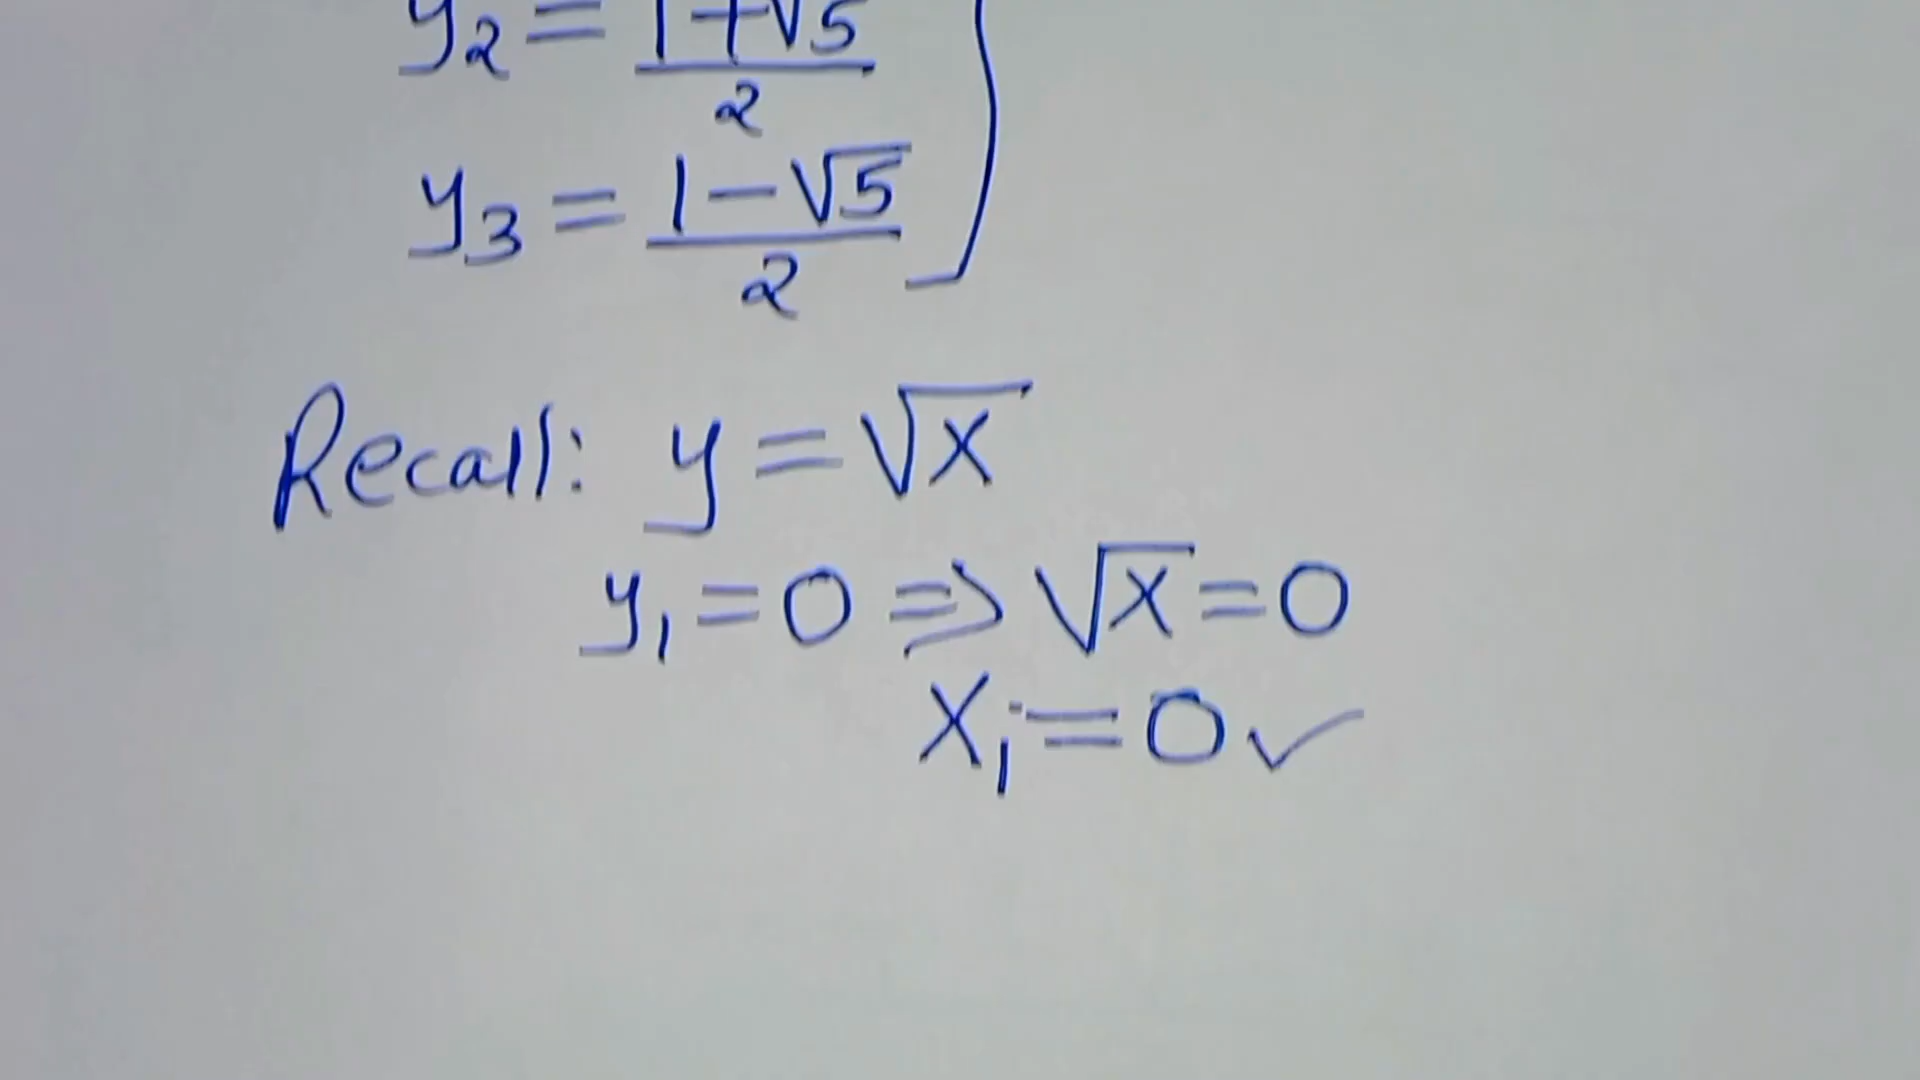 y₂ = (1+√5)/2
y₃ = (1-√5)/2
Recall: y = √x
y₁ = 0 ⇒ √x = 0
x₁ = 0 ✓